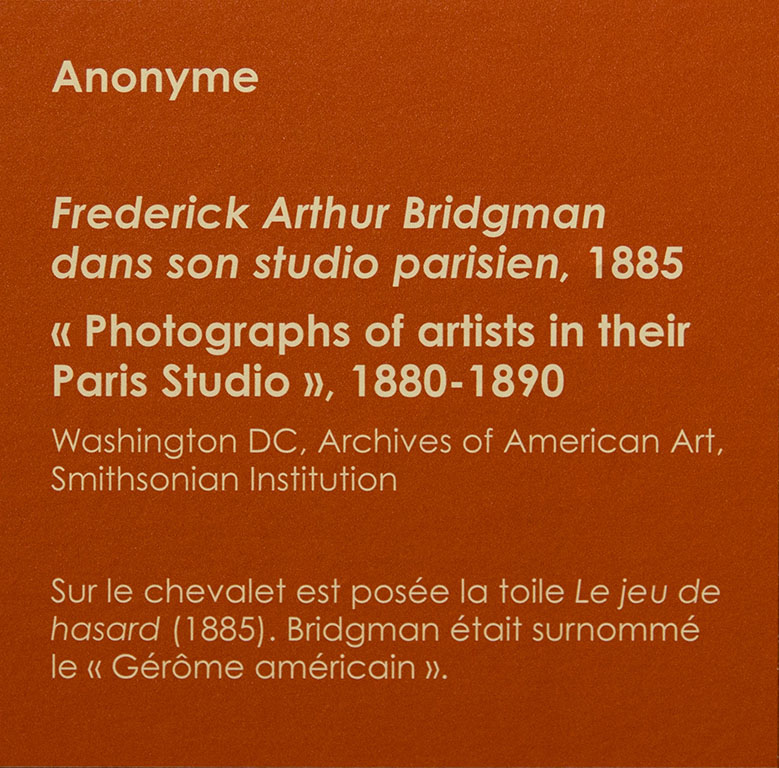 Anonyme
Frederick Arthur Bridgman
dans son studio parisien, 1885
« Photographs of artists in their
Paris Studio », 1880-1890
Washington DC, Archives of American Art,
Smithsonian Institution
Sur le chevalet est posée la toile Le jeu de
hasard (1885). Bridgman était surnommé
le « Gérôme américain ».